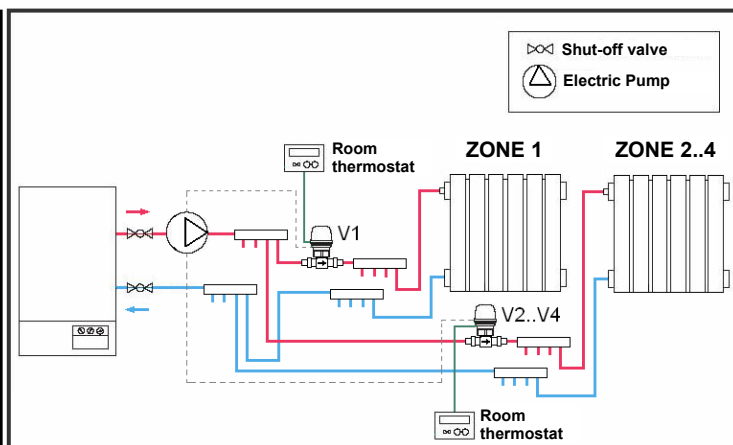 Shut-off valve
Electric Pump
Room
thermostat
ZONE 1
ZONE 2..4
V1
V2..V4
Room
thermostat